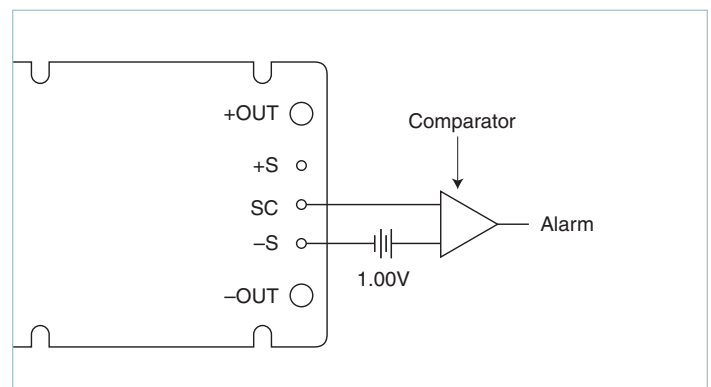 +OUT
Comparator
+S
SC
Alarm
–S
1.00V
–OUT